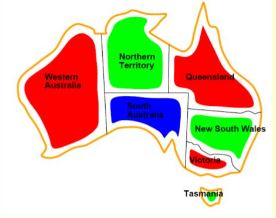 Northern
Territory
Western
Australia
Queensland
South
Australia
New South Wales
Victoria
Tasmania